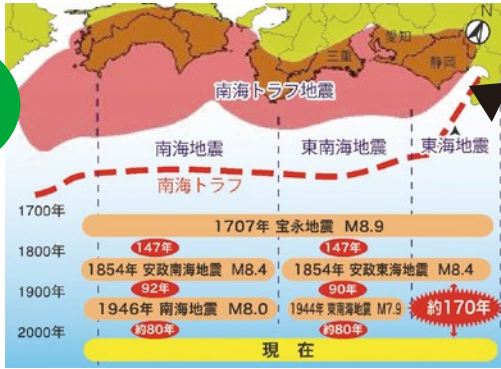 愛知
三重
静岡
南海トラフ地震
南海地震
東南海地震
東海地震
南海トラフ
1700年
1707年 宝永地震 M8.9
1800年
147年
147年
1854年 安政南海地震 M8.4
1854年 安政東海地震 M8.4
1900年
92年
90年
1946年 南海地震 M8.0
1944年 東南海地震 M7.9
約170年
2000年
約80年
約80年
現 在